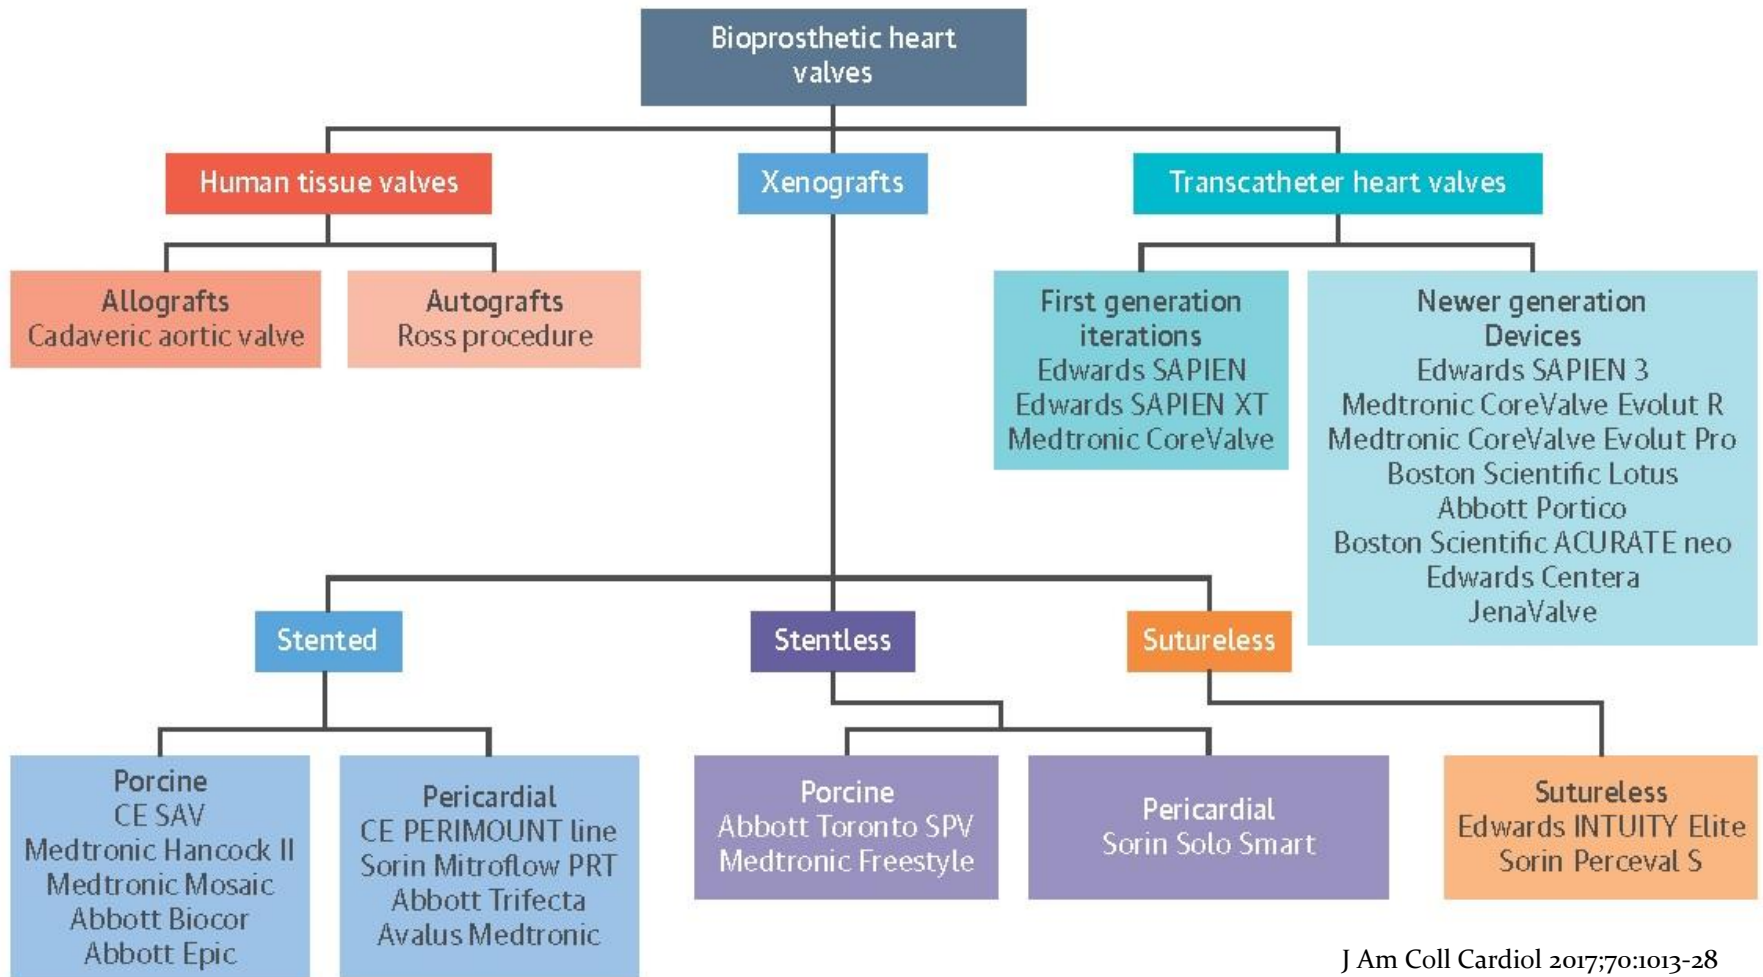 Bioprosthetic heart
valves
Human tissue valves
Xenografts
Transcatheter heart valves
Allografts
Cadaveric aortic valve
Autografts
Ross procedure
First generation
iterations
Edwards SAPIEN
Edwards SAPIEN XT
Medtronic CoreValve
Newer generation
Devices
Edwards SAPIEN 3
Medtronic CoreValve Evolut R
Medtronic CoreValve Evolut Pro
Boston Scientific Lotus
Abbott Portico
Boston Scientific ACURATE neo
Edwards Centera
JenaValve
Stented
Stentless
Sutureless
Porcine
CE SAV
Medtronic Hancock II
Medtronic Mosaic
Abbott Biocor
Abbott Epic
Pericardial
CE PERIMOUNT line
Sorin Mitroflow PRT
Abbott Trifecta
Avalus Medtronic
Porcine
Abbott Toronto SPV
Medtronic Freestyle
Pericardial
Sorin Solo Smart
Sutureless
Edwards INTUITY Elite
Sorin Perceval S
J Am Coll Cardiol 2017;70:1013-28